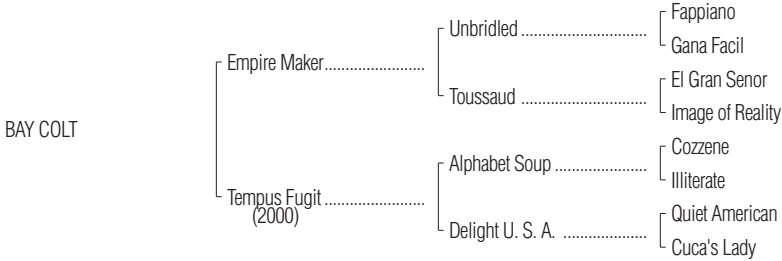 Fappiano
Unbridled ..............................
Gana Facil
Empire Maker........................
El Gran Senor
Toussaud ..............................
Image of Reality
BAY COLT
Cozzene
Alphabet Soup ......................
Illiterate
Tempus Fugit ........................
(2000)
Quiet American
Delight U. S. A. ....................
Cuca's Lady